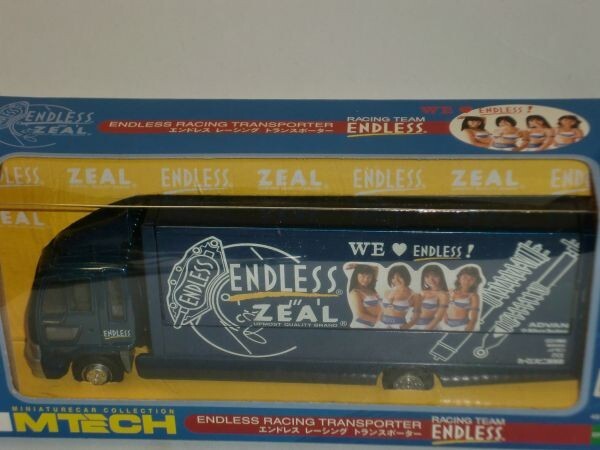 ENDLESS
ZEAL
ENDLESS RACING TRANSPORTER
エンドレス レーシング トランスポーター
RACING TEAM
ENDLESS
WE ♥ ENDLESS!
LESS ZEAL ENDLESS ZEAL ENDLESS ZEAL END
ZEAL
WE ♥ ENDLESS!
ENDLESS
ENDLESS
ZEAL
UPMOST QUALITY BRAND
ENDLESS
ADVAN
MINIATURECAR COLLECTION
MTECH
ENDLESS RACING TRANSPORTER
エンドレス レーシング トランスポーター
RACING TEAM
ENDLESS